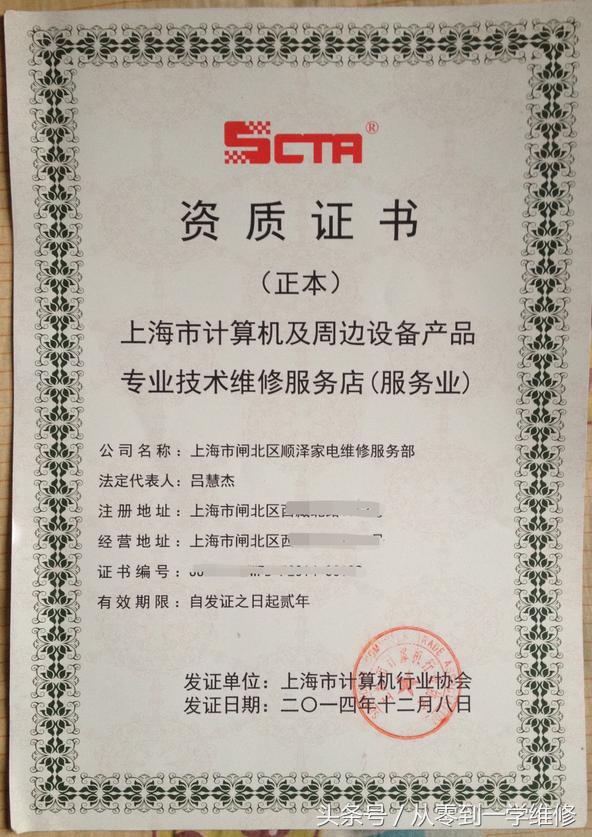 SCTA®
资质证书
（正本）
上海市计算机及周边设备产品
专业技术维修服务店(服务业)
公司名称：上海市闸北区顺泽家电维修服务部
法定代表人：吕慧杰
注册地址：上海市闸北区
经营地址：上海市闸北区西
证书编号：
有效期限：自发证之日起贰年
发证单位：上海市计算机行业协会
发证日期：二〇一四年十二月八日
头条号／从零到一学维修